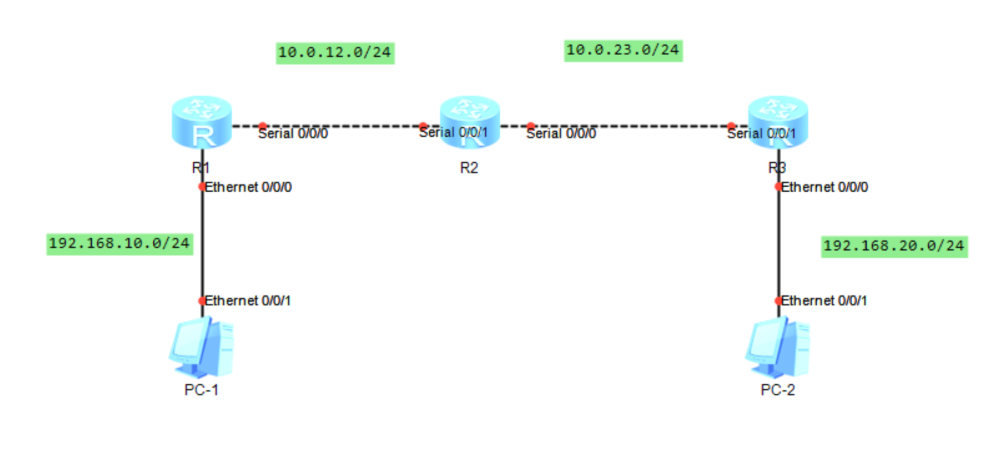 10.0.12.0/24
10.0.23.0/24
Serial 0/0/0
Serial 0/0/1
Serial 0/0/0
Serial 0/0/1
R
R
R
R1
R2
R3
Ethernet 0/0/0
Ethernet 0/0/0
192.168.10.0/24
192.168.20.0/24
Ethernet 0/0/1
Ethernet 0/0/1
PC-1
PC-2